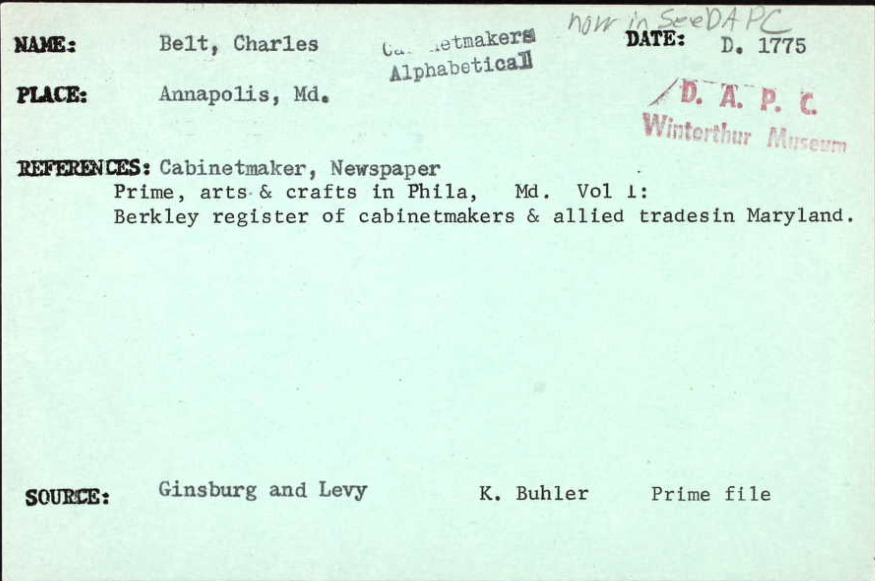 now in See DAPC
NAME: Belt, Charles Cabinetmakers DATE: D. 1775
Alphabetical
PLACE: Annapolis, Md. D. A. P. C.
Winterthur Museum
REFERENCES: Cabinetmaker, Newspaper
Prime, arts & crafts in Phila, Md. Vol 1:
Berkley register of cabinetmakers & allied tradesin Maryland.
SOURCE: Ginsburg and Levy K. Buhler Prime file